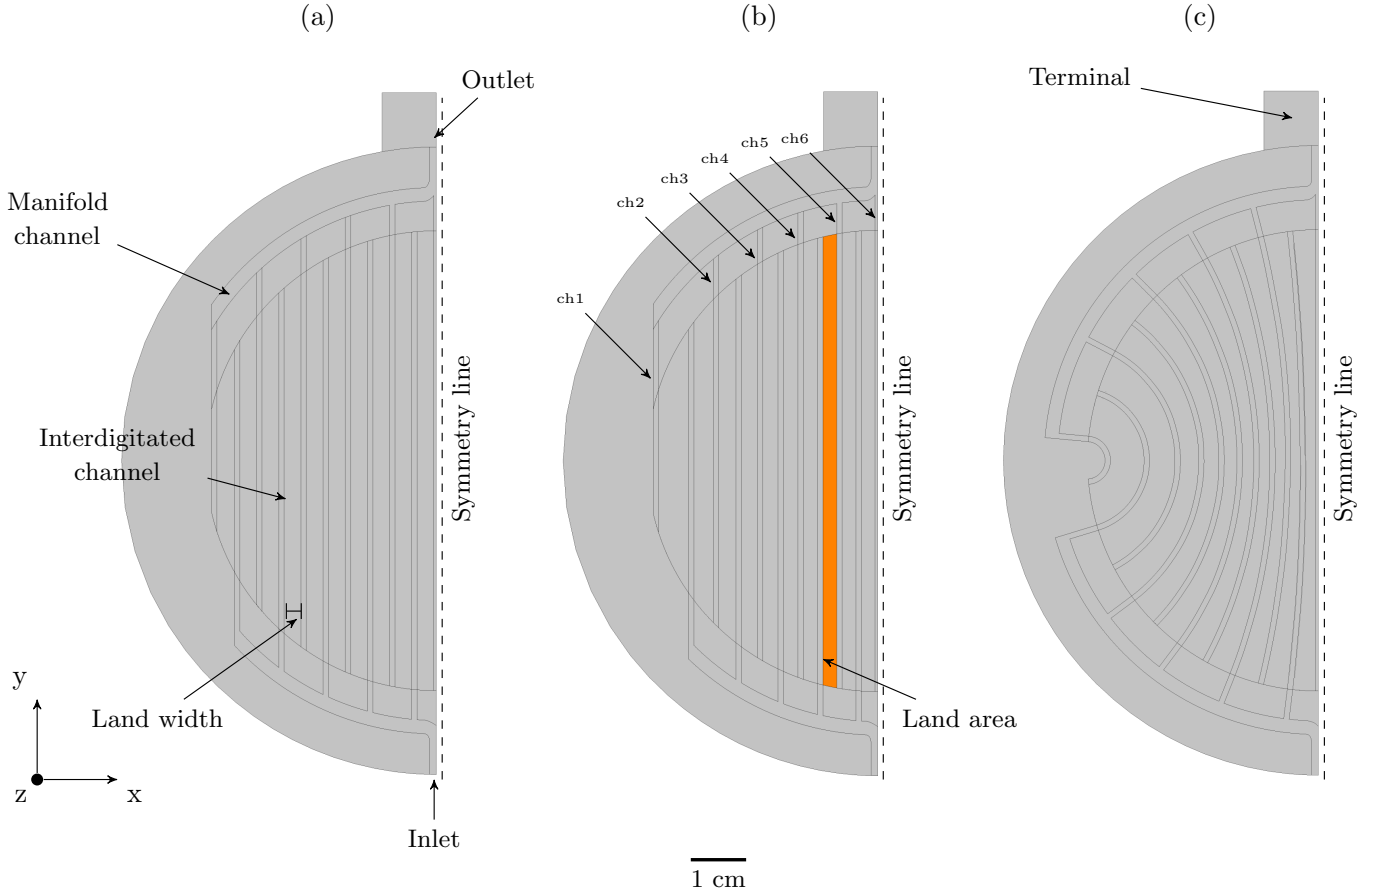 (a)
(b)
(c)
Outlet
Terminal
Manifold
channel
ch1
ch2
ch3
ch4
ch5
ch6
Interdigitated
channel
Symmetry line
Symmetry line
Symmetry line
Land width
Land area
y
z
x
Inlet
1 cm